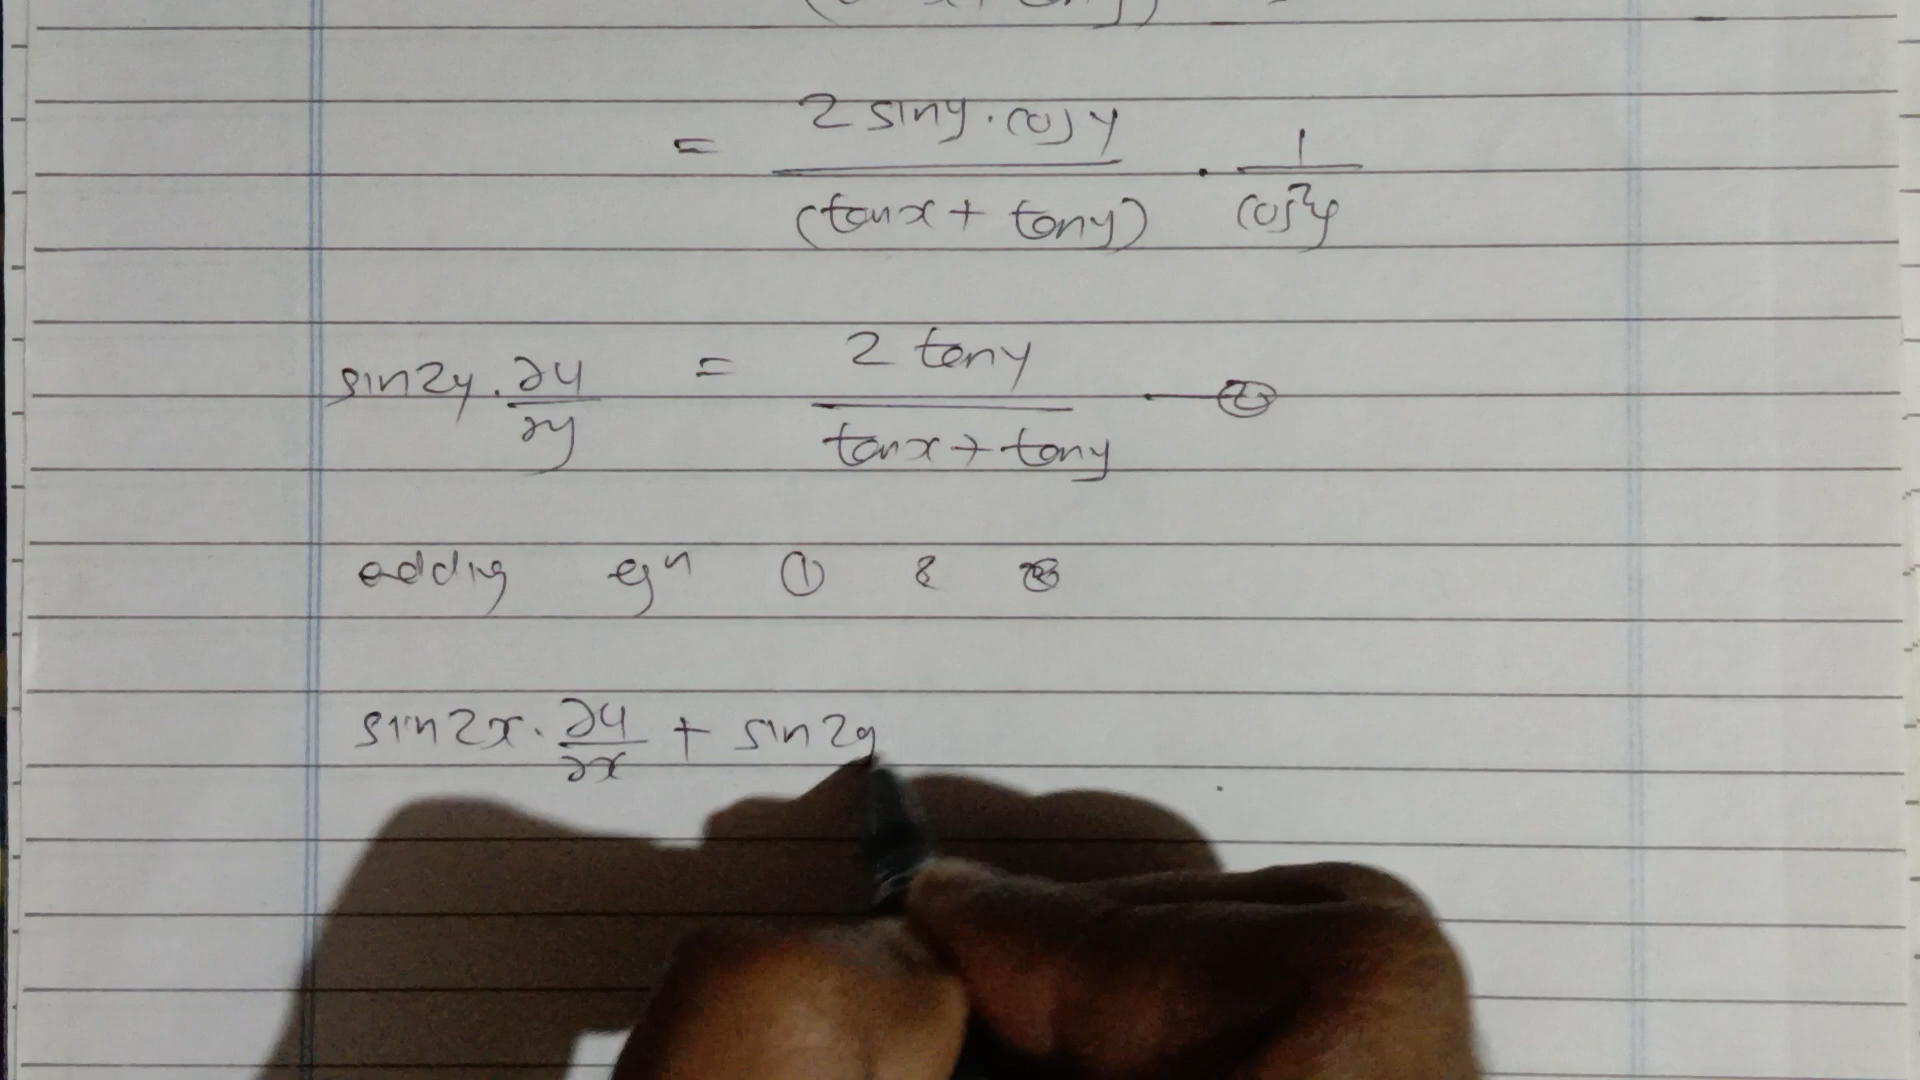 = 2 siny . cosy / (tanx + tany) . 1 / cos²y
sin2y . ∂u/∂y = 2 tany / tanx + tany — ②
adding eqn ① & ②
sin2x . ∂u/∂x + sin2y